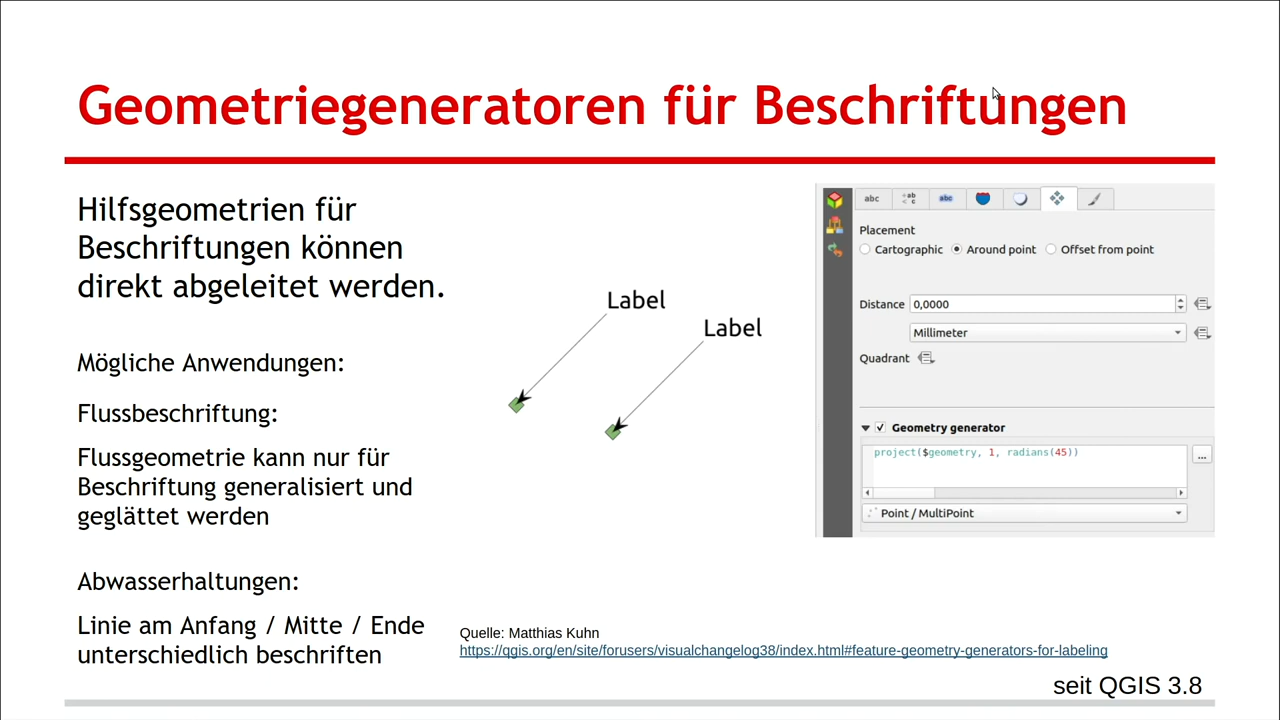 Geometriegeneratoren für Beschriftungen
Hilfsgeometrien für
Beschriftungen können
direkt abgeleitet werden.
Mögliche Anwendungen:
Flussbeschriftung:
Flussgeometrie kann nur für
Beschriftung generalisiert und
geglättet werden
Abwasserhaltungen:
Linie am Anfang / Mitte / Ende
unterschiedlich beschriften
Label
Label
abc
ab
c
abc
Placement
Cartographic Around point Offset from point
Distance 0,0000
Millimeter
Quadrant
Geometry generator
project($geometry, 1, radians(45))
...
Point / MultiPoint
Quelle: Matthias Kuhn
https://qgis.org/en/site/forusers/visualchangelog38/index.html#feature-geometry-generators-for-labeling
seit QGIS 3.8